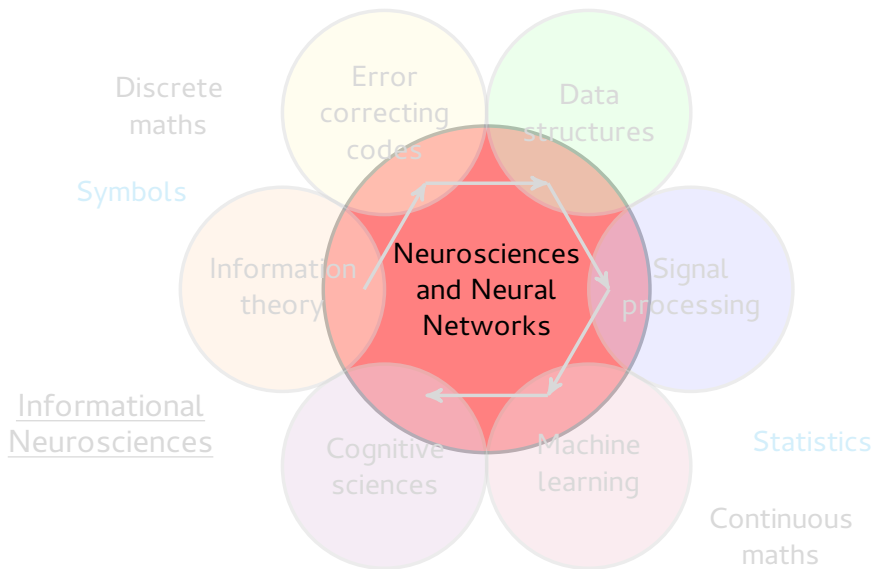 Discrete
maths
Error
correcting
codes
Data
structures
Symbols
Information
theory
Neurosciences
and Neural
Networks
Signal
processing
Informational
Neurosciences
Cognitive
sciences
Machine
learning
Statistics
Continuous
maths